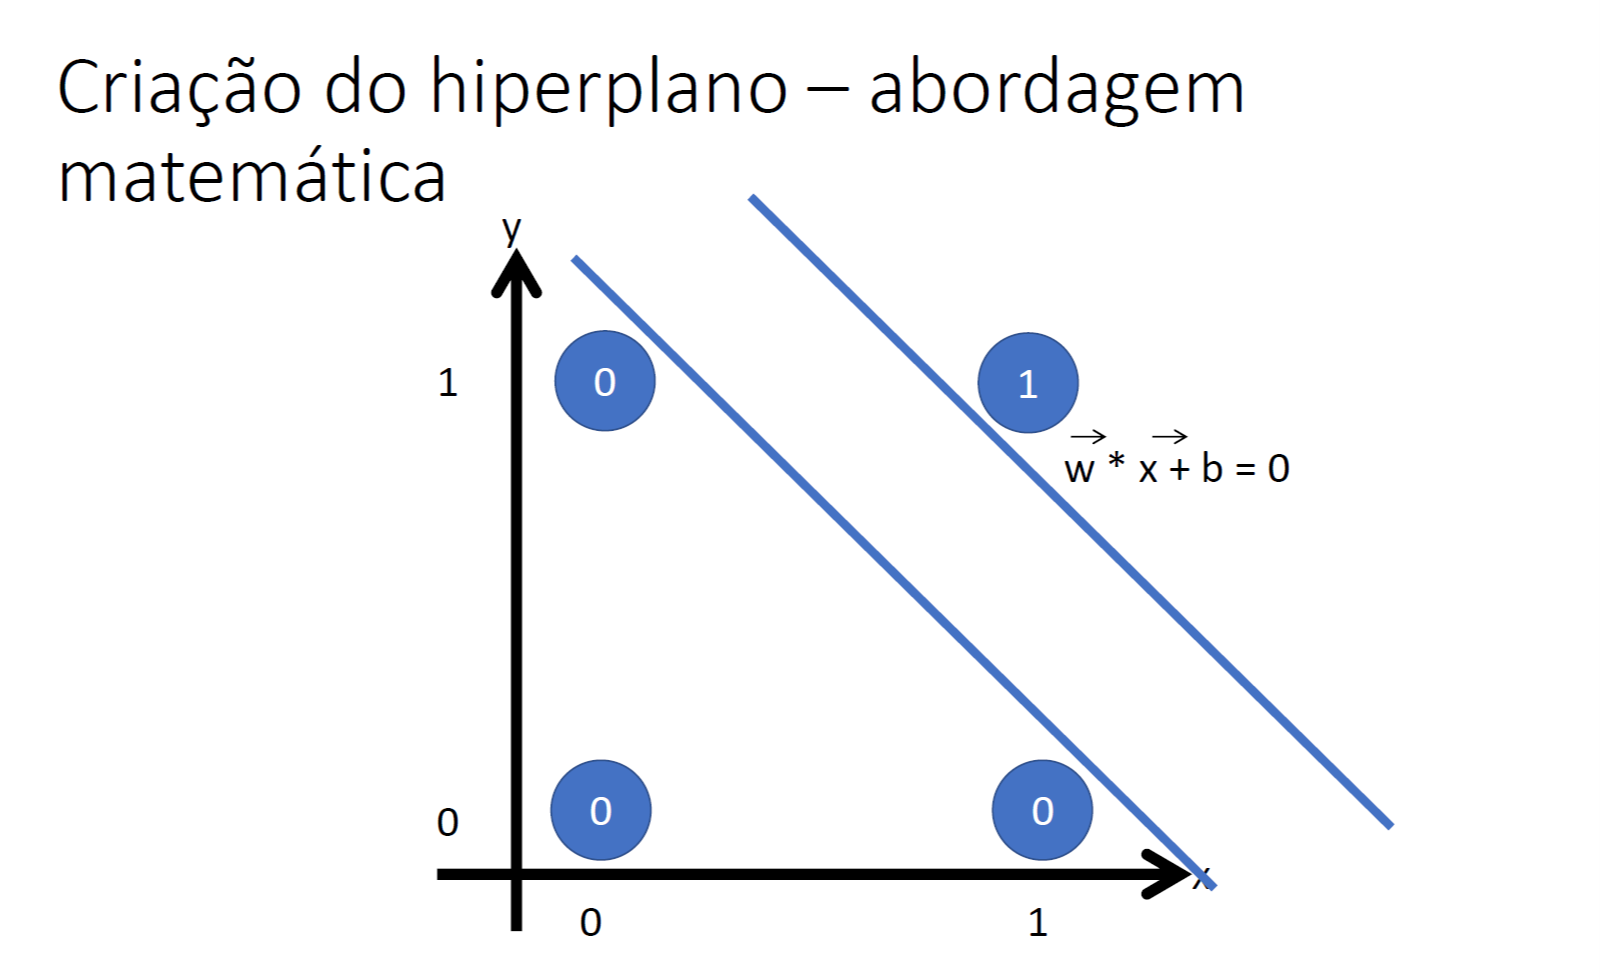 Criação do hiperplano – abordagem
matemática
y
1
0
1
w * x + b = 0
0
0
0
x
0
1